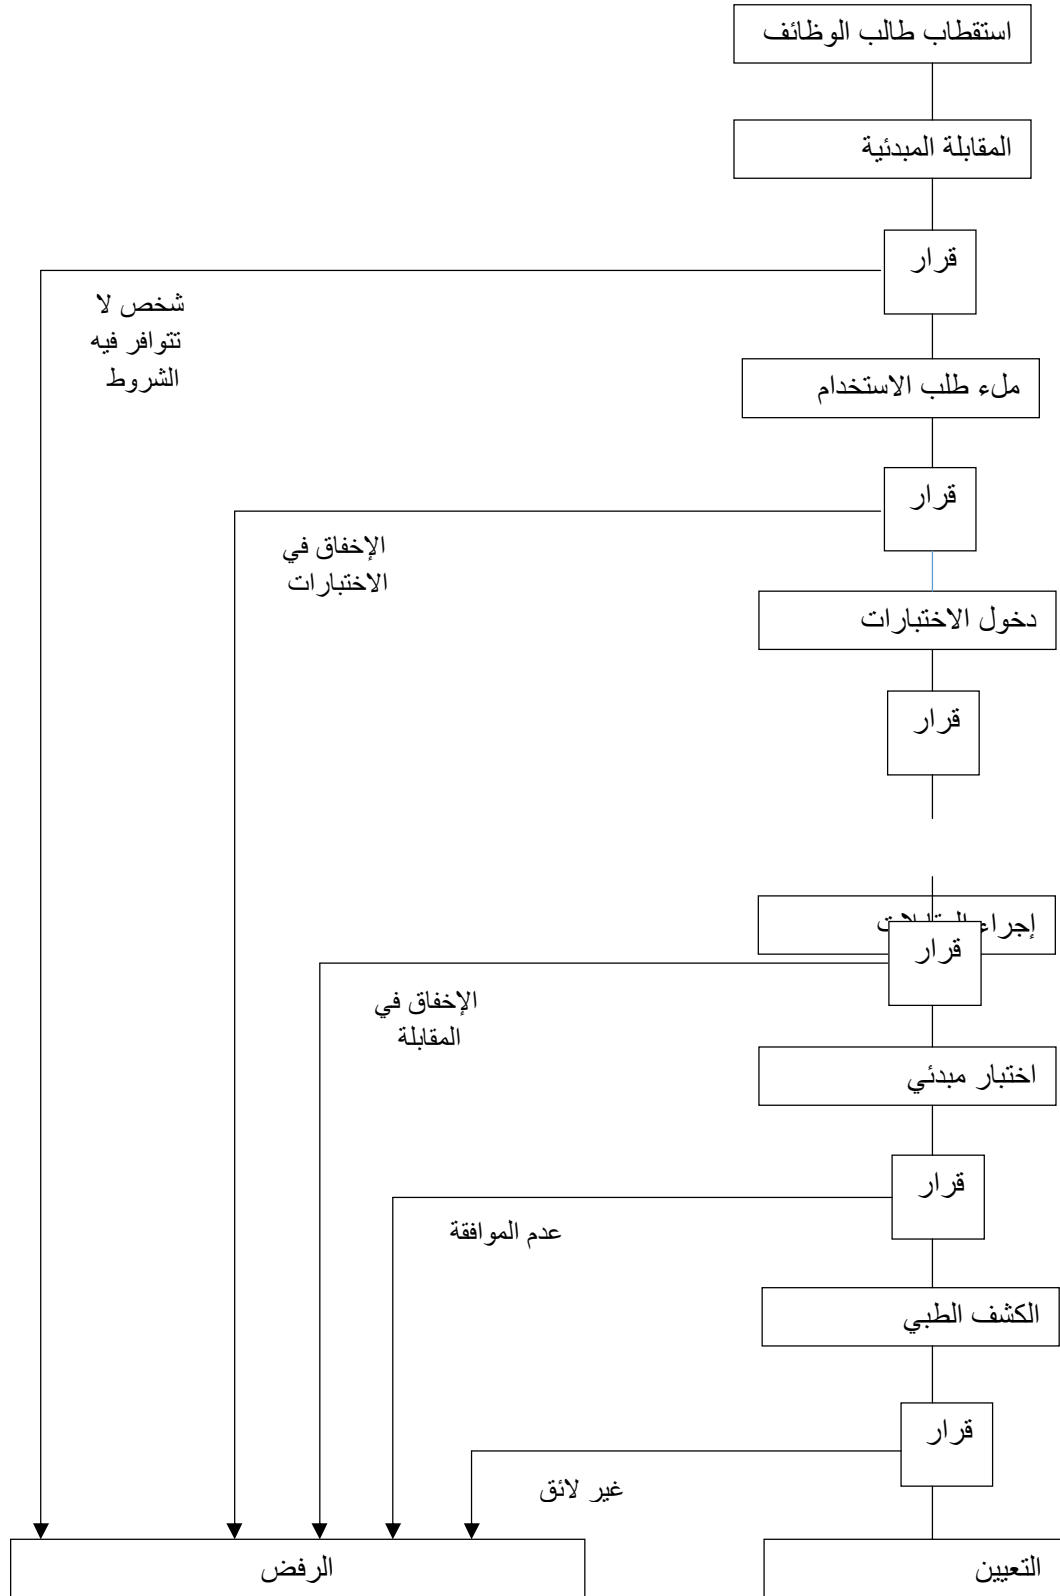 استقطاب طالب الوظائف
المقابلة المبدئية
قرار
شخص لا
تتوافر فيه
الشروط
ملء طلب الاستخدام
قرار
الإخفاق في
الاختبارات
دخول الاختبارات
قرار
إجراء
قرار
الإخفاق في
المقابلة
اختبار مبدئي
قرار
عدم الموافقة
الكشف الطبي
قرار
غير لائق
الرفض
التعيين